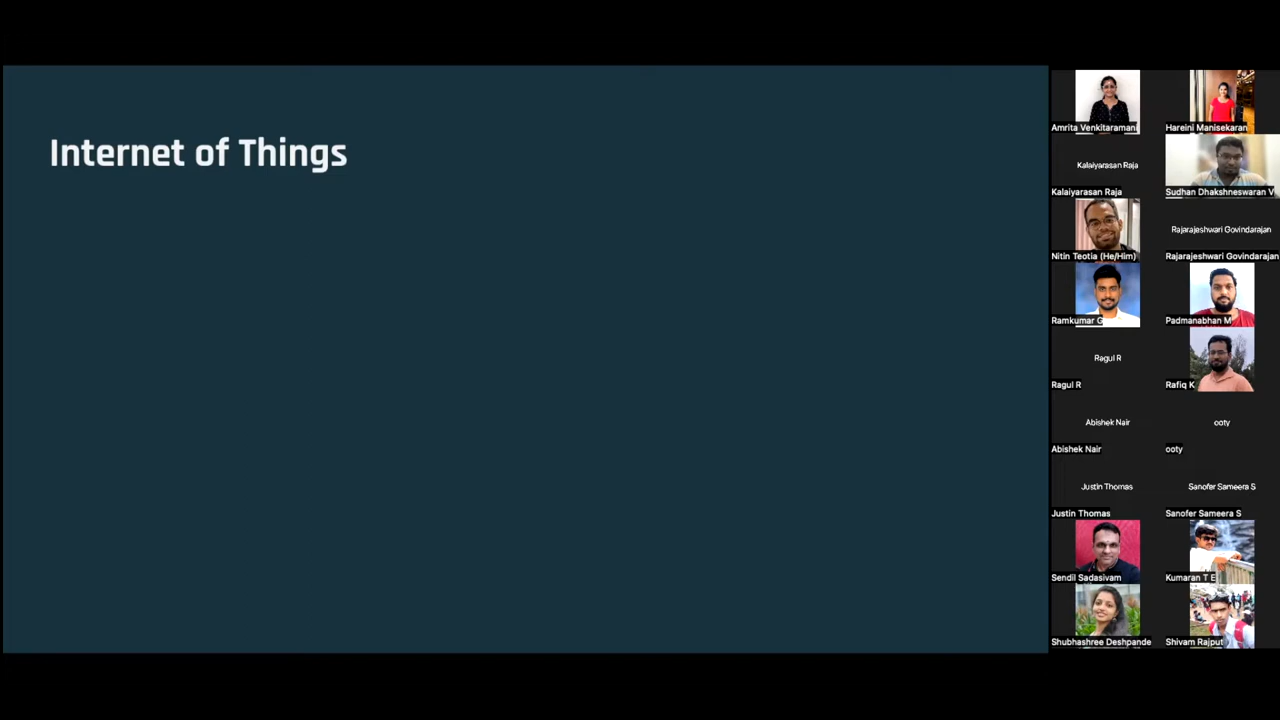 Internet of Things
Amrita Venkitaramani
Hareini Manisekaran
Kalaiyarasan Raja
Kalaiyarasan Raja
Sudhan Dhakshneswaran V
Nitin Teotia (He/Him)
Rajarajeshwari Govindarajan
Rajarajeshwari Govindarajan
Ramkumar G
Padmanabhan M
Ragul R
Ragul R
Rafiq K
Abishek Nair
ooty
Abishek Nair
ooty
Justin Thomas
Sanofer Sameera S
Justin Thomas
Sanofer Sameera S
Sendil Sadasivam
Kumaran T E
Shubhashree Deshpande
Shivam Rajput